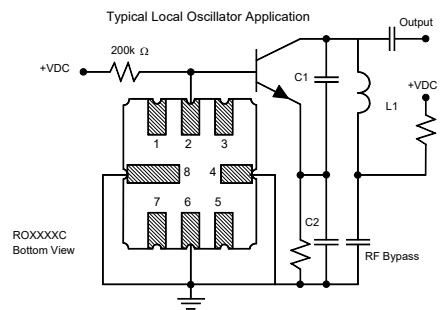 Typical Local Oscillator Application
Output
200k Ω
+VDC
C1
+VDC
L1
1 2 3
8 4
7 6 5
C2
ROXXXXC
Bottom View
RF Bypass